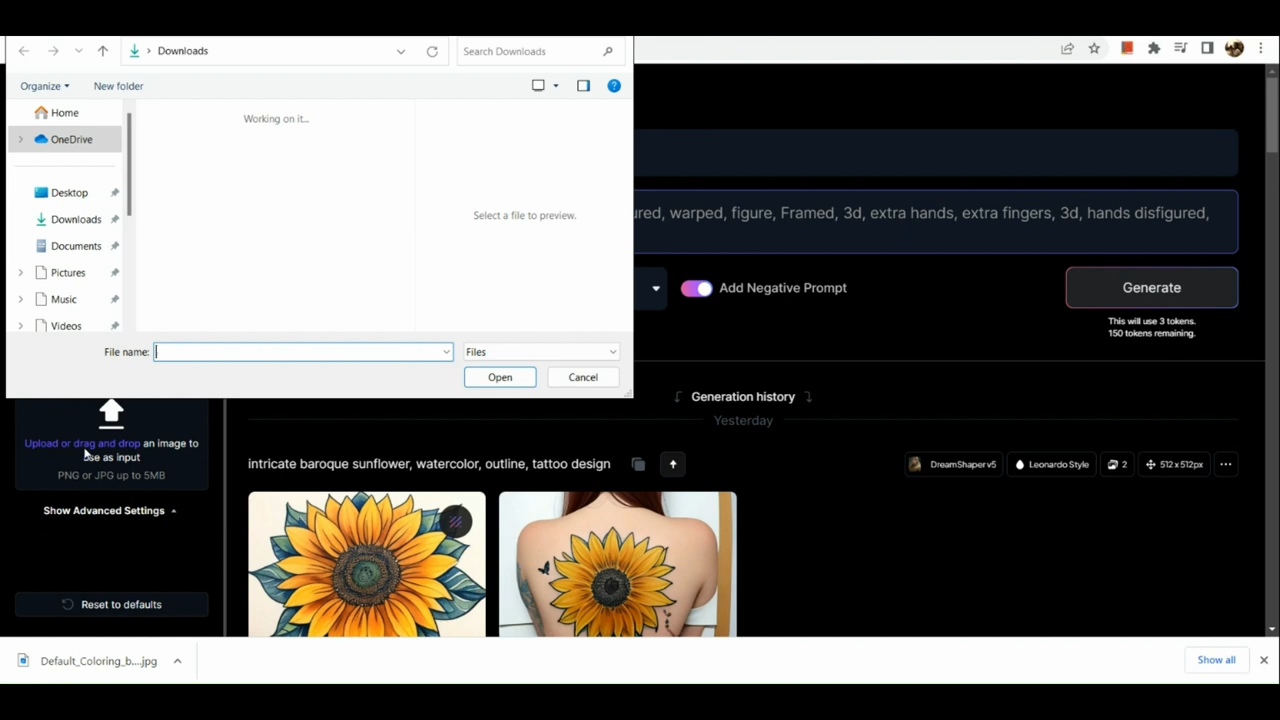 Downloads
Search Downloads
Organize
New folder
Home
OneDrive
Desktop
Downloads
Documents
Pictures
Music
Videos
Working on it...
Select a file to preview.
File name:
Files
Open
Cancel
warped, figure, Framed, 3d, extra hands, extra fingers, 3d, hands disfigured,
Add Negative Prompt
Generate
This will use 3 tokens.
150 tokens remaining.
Generation history
Yesterday
Upload or drag and drop an image to
use as input
PNG or JPG up to 5MB
Show Advanced Settings
Reset to defaults
intricate baroque sunflower, watercolor, outline, tattoo design
DreamShaper v5
Leonardo Style
2
512 x 512px
Default_Coloring_b....jpg
Show all